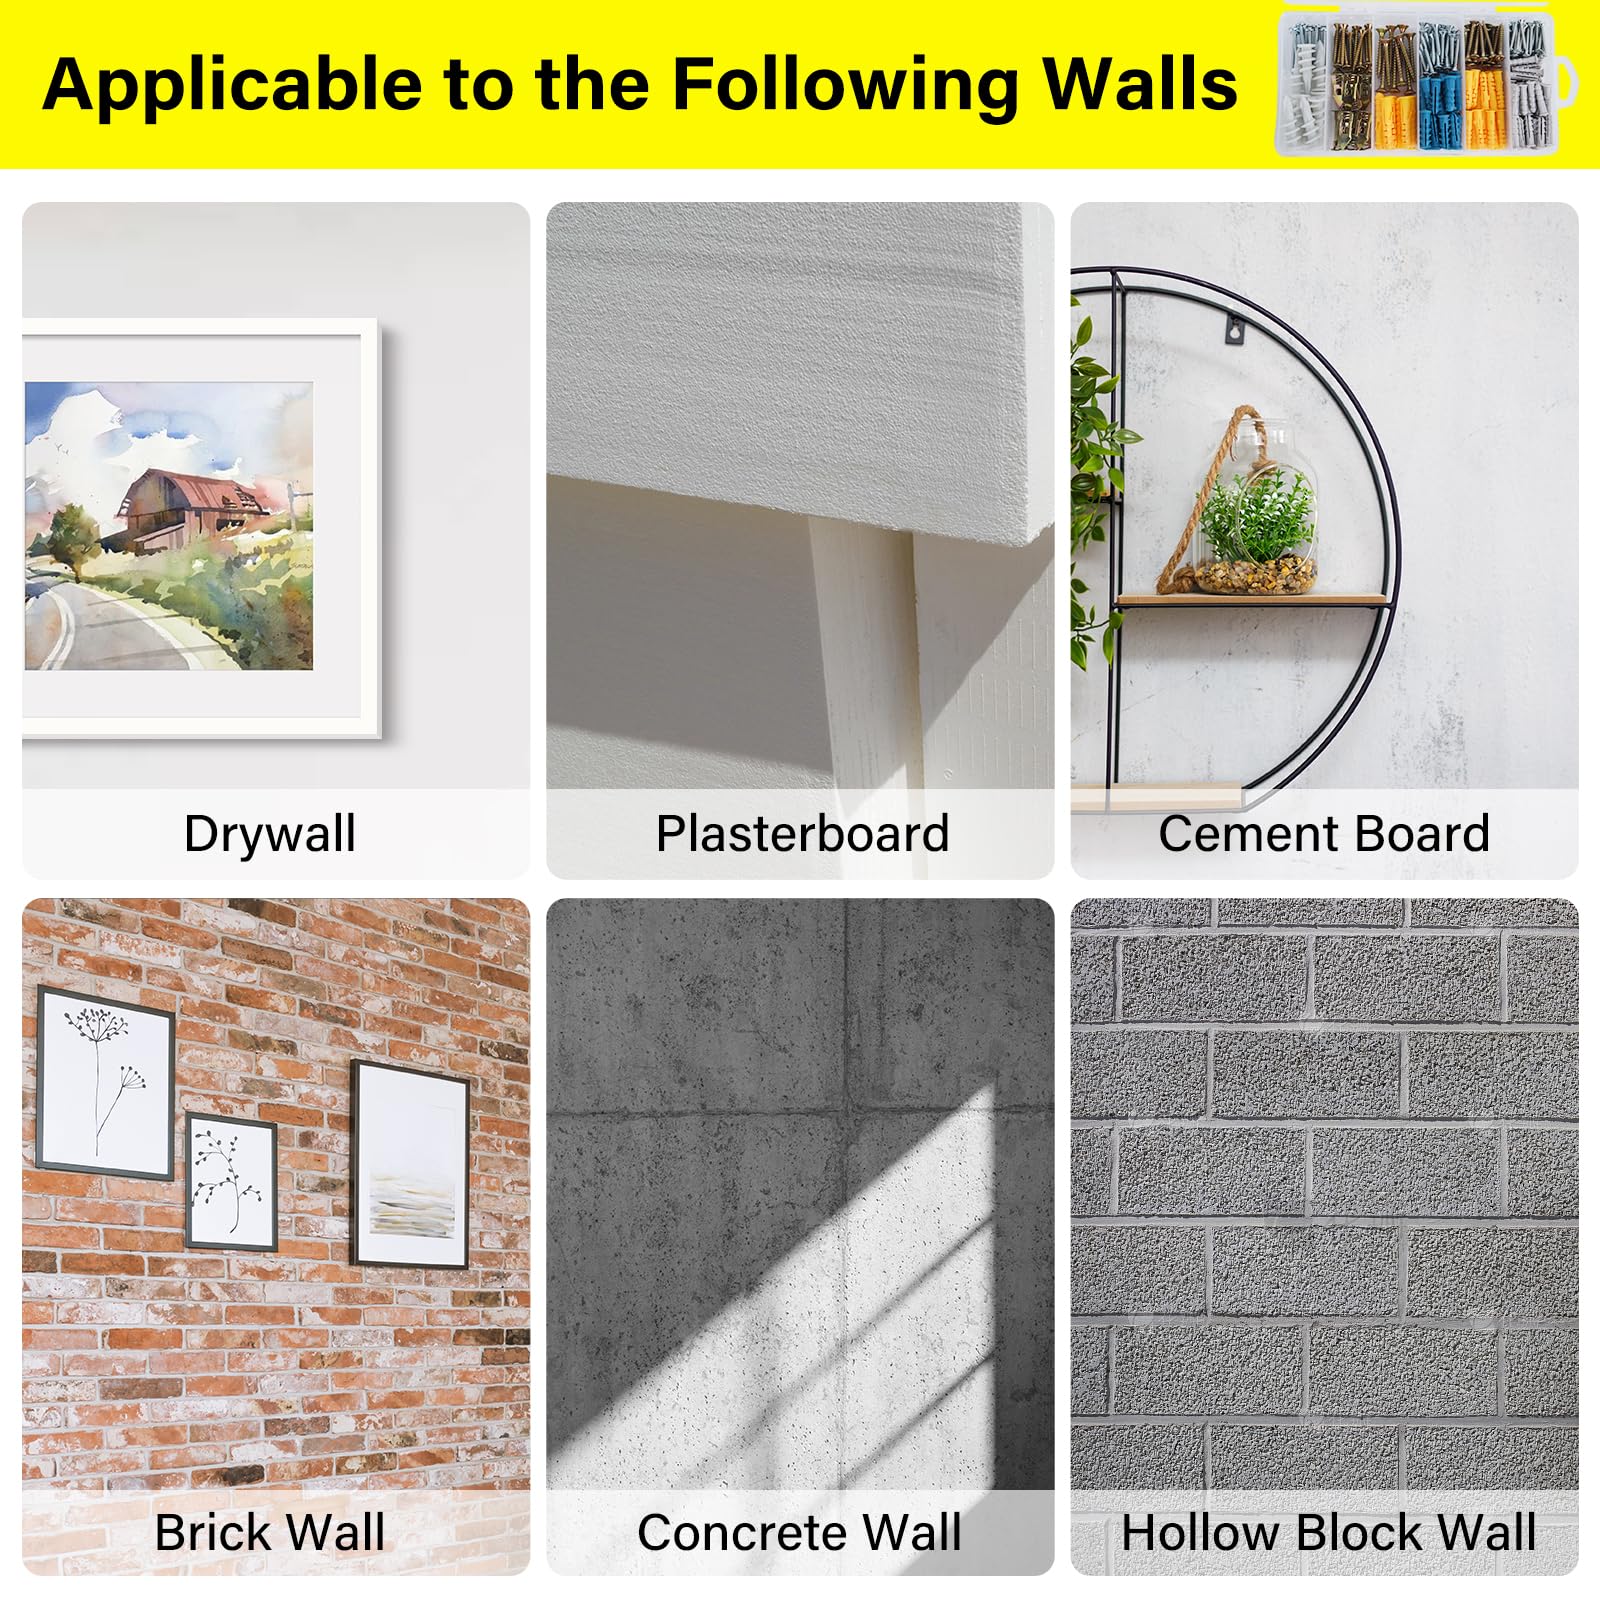 Applicable to the Following Walls
Drywall
Plasterboard
Cement Board
Brick Wall
Concrete Wall
Hollow Block Wall